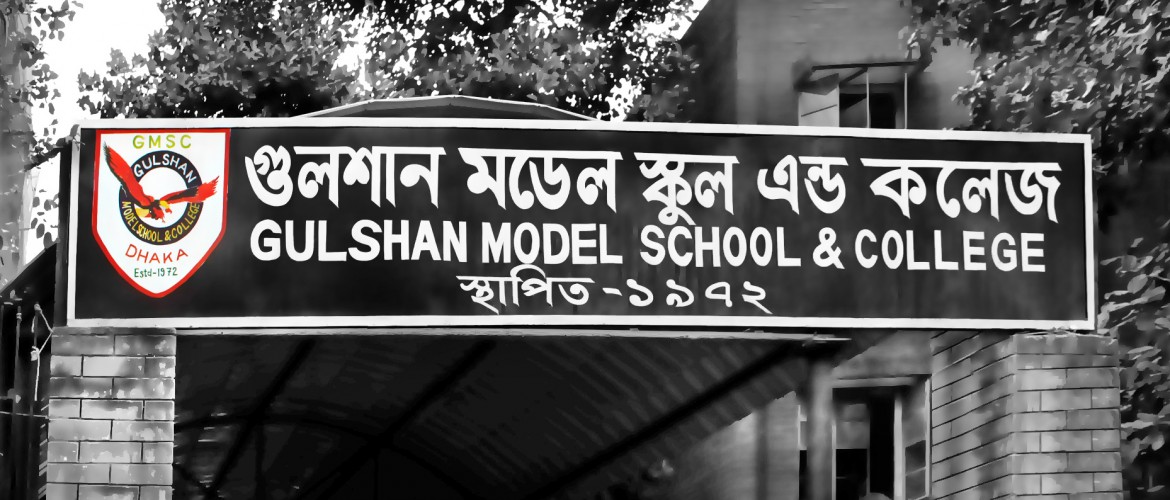 GMSC
GULSHAN
MODEL SCHOOL & COLLEGE
DHAKA
Estd-1972
গুলশান মডেল স্কুল এন্ড কলেজ
GULSHAN MODEL SCHOOL & COLLEGE
স্থাপিত -১৯৭২